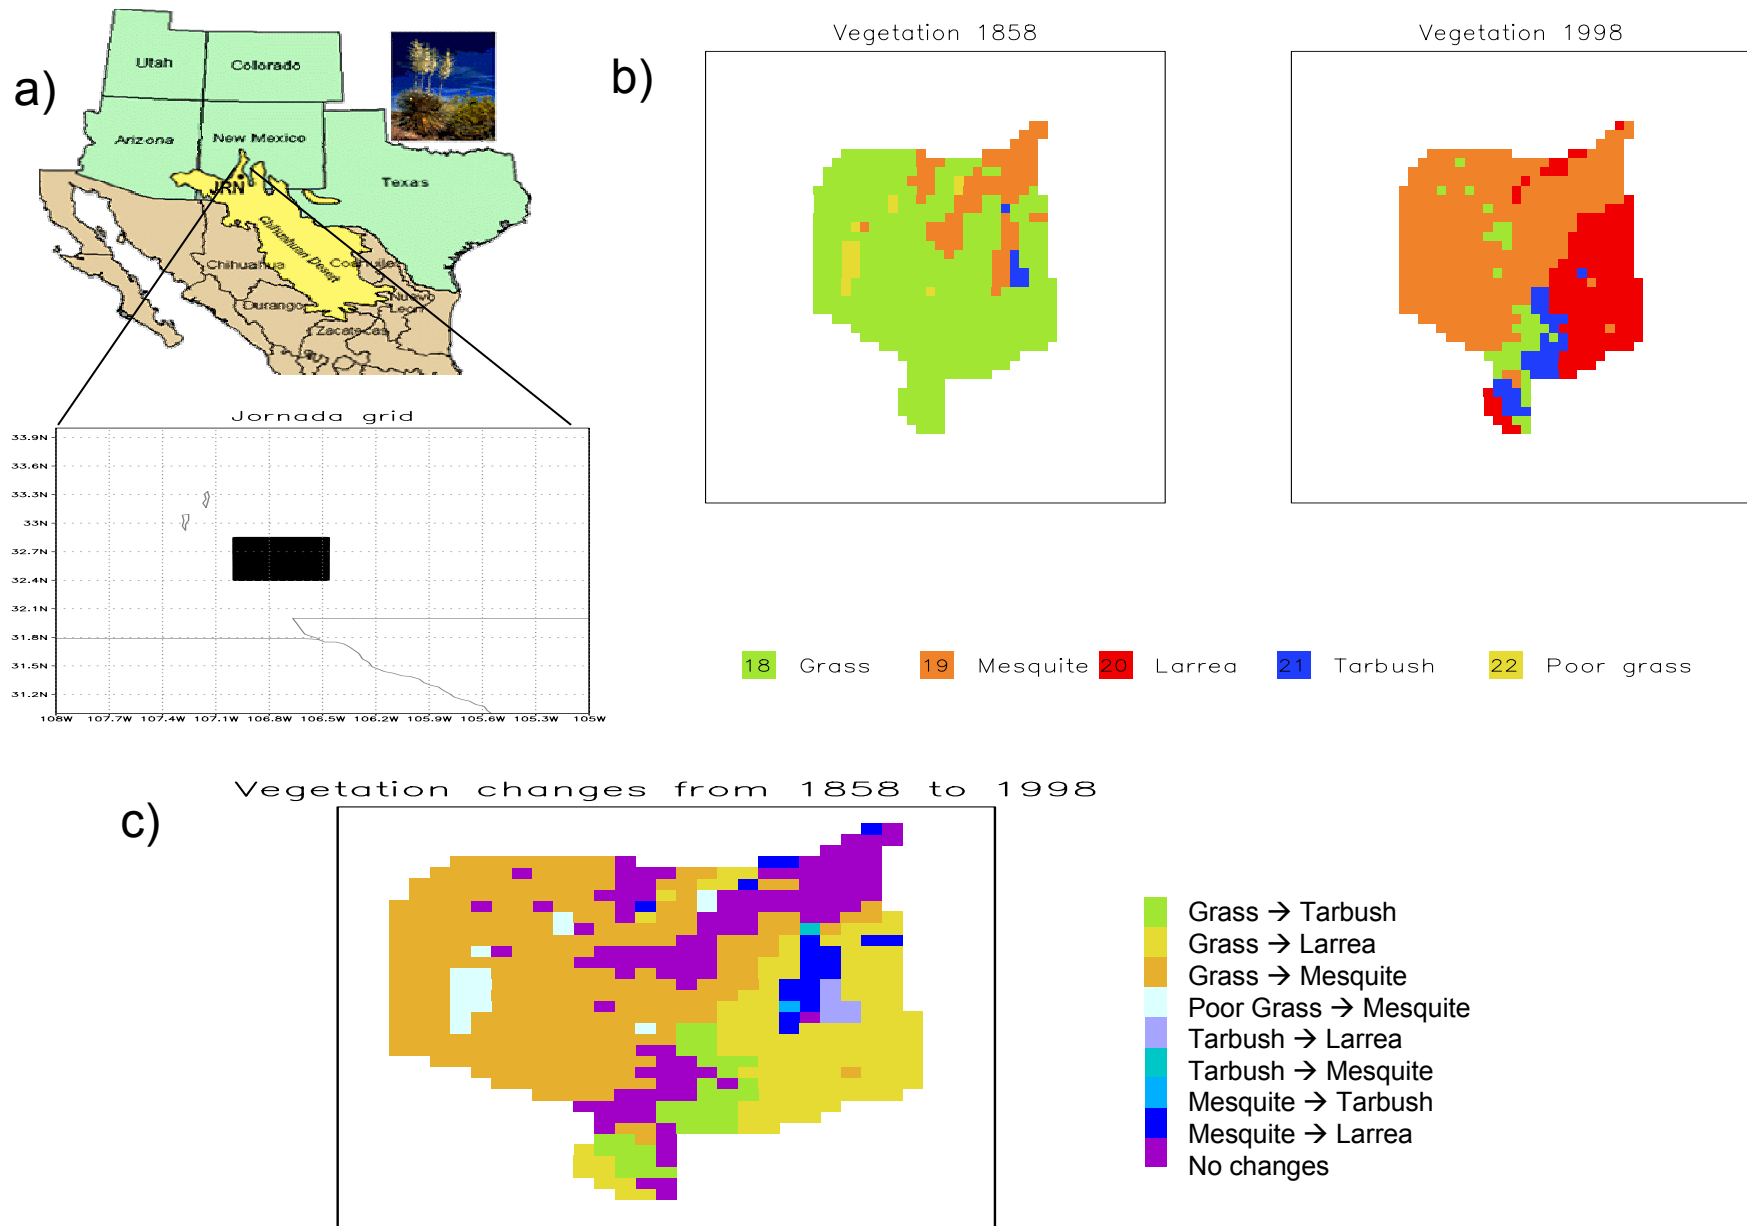 a)
Utah
Colorado
Arizona
New Mexico
Texas
JRN
Chihuahuan Desert
Chihuahua
Coahuila
Durango
Nuevo
Leon
Zacatecas
Jornada grid
33.9N
33.6N
33.3N
33N
32.7N
32.4N
32.1N
31.8N
31.5N
31.2N
108W 107.7W 107.4W 107.1W 106.8W 106.5W 106.2W 105.9W 105.6W 105.3W 105W
b)
Vegetation 1858
Vegetation 1998
18 Grass 19 Mesquite 20 Larrea 21 Tarbush 22 Poor grass
c)
Vegetation changes from 1858 to 1998
Grass → Tarbush
Grass → Larrea
Grass → Mesquite
Poor Grass → Mesquite
Tarbush → Larrea
Tarbush → Mesquite
Mesquite → Tarbush
Mesquite → Larrea
No changes